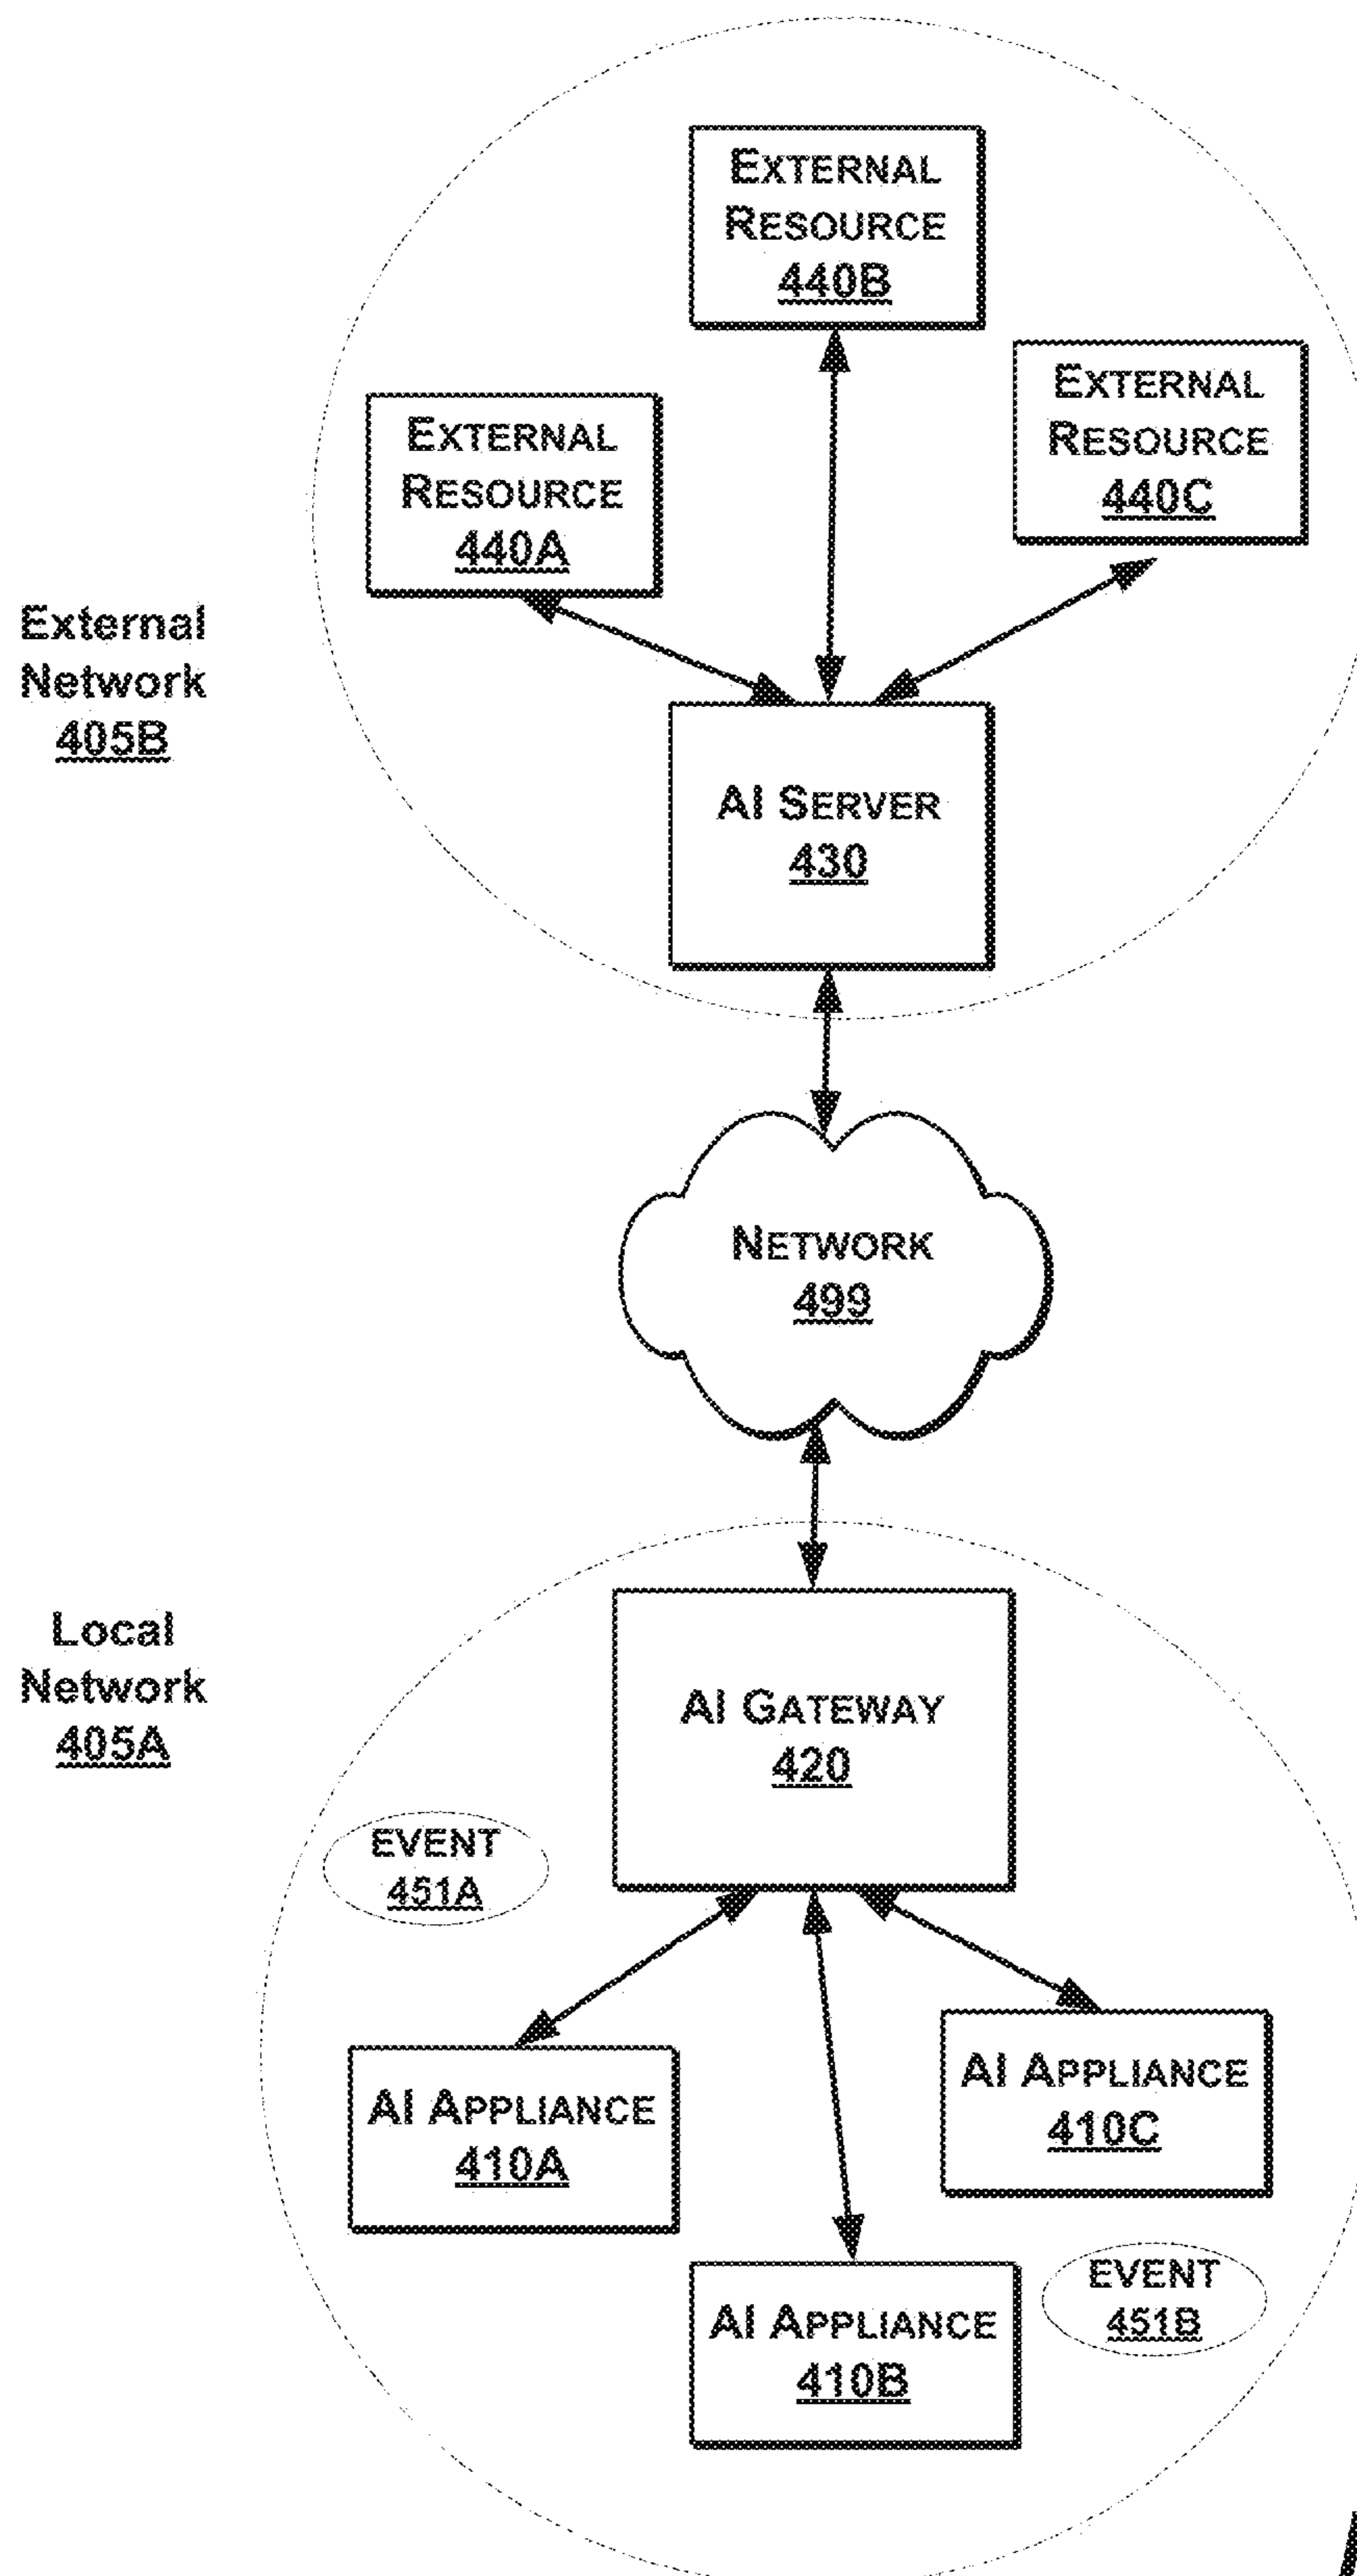 EXTERNAL
RESOURCE
440B
EXTERNAL
RESOURCE
440C
EXTERNAL
RESOURCE
440A
External
Network
405B
AI SERVER
430
NETWORK
499
Local
Network
405A
AI GATEWAY
420
EVENT
451A
AI APPLIANCE
410C
AI APPLIANCE
410A
EVENT
451B
AI APPLIANCE
410B